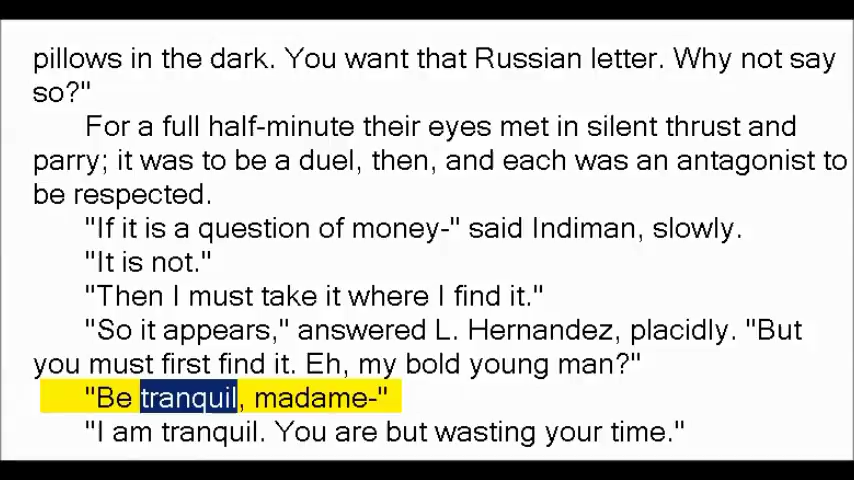 pillows in the dark. You want that Russian letter. Why not say
so?"
For a full half-minute their eyes met in silent thrust and
parry; it was to be a duel, then, and each was an antagonist to
be respected.
"If it is a question of money-" said Indiman, slowly.
"It is not."
"Then I must take it where I find it."
"So it appears," answered L. Hernandez, placidly. "But
you must first find it. Eh, my bold young man?"
"Be tranquil, madame-"
"I am tranquil. You are but wasting your time."